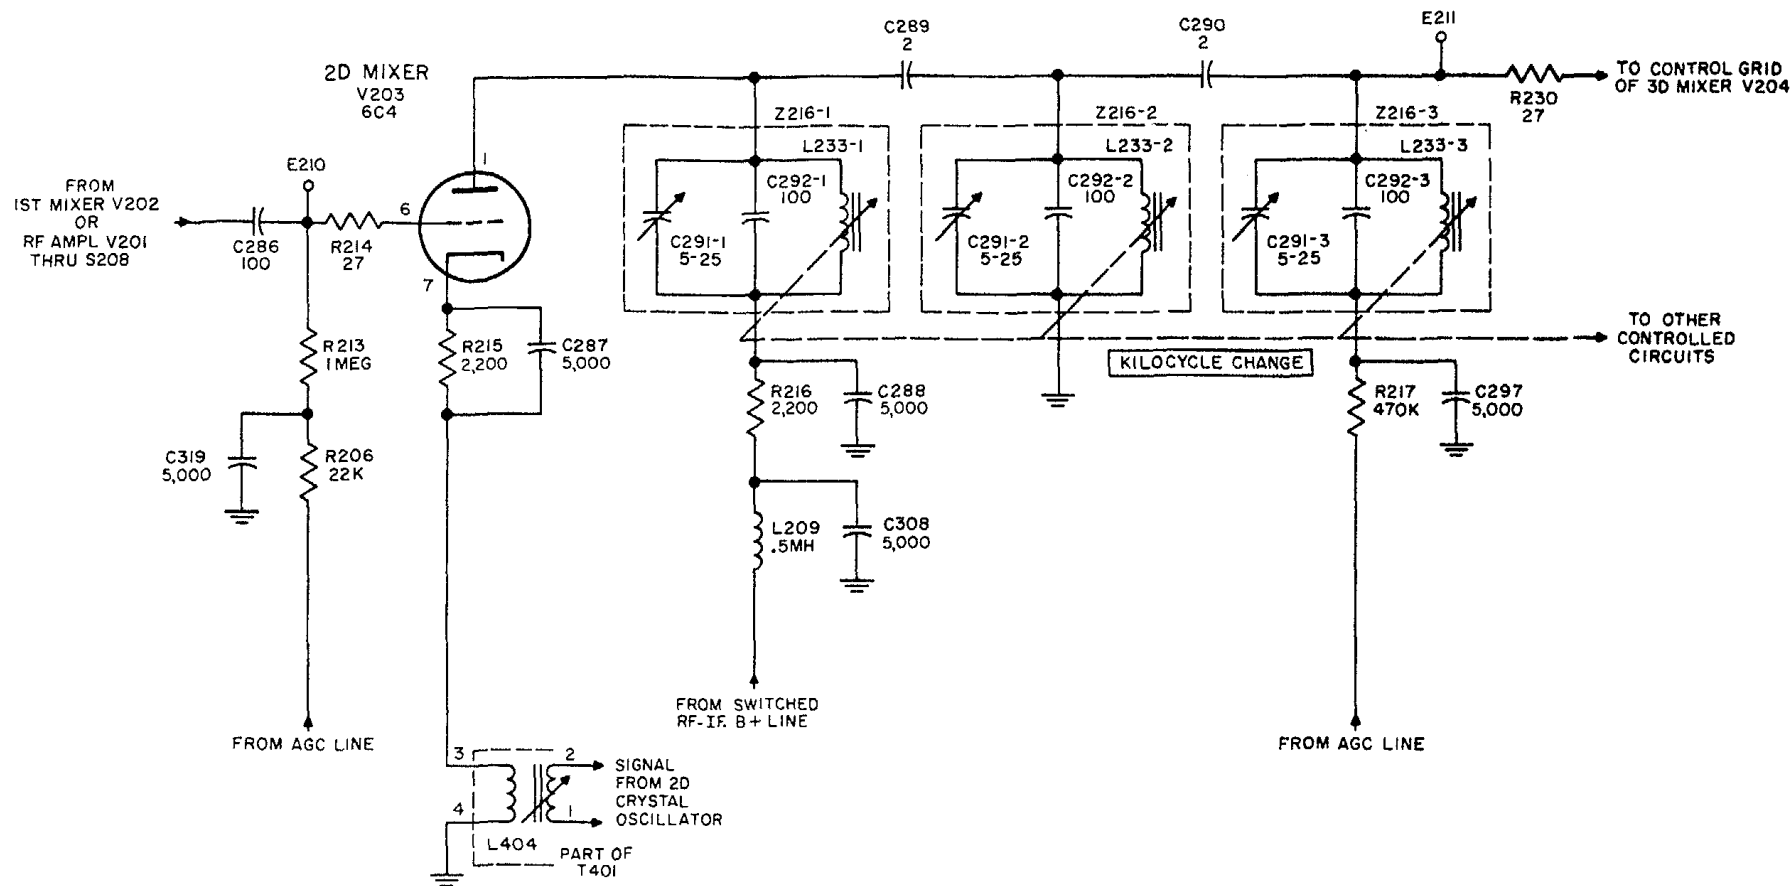 C289
2
C290
2
E211
2D MIXER
V203
6C4
TO CONTROL GRID
OF 3D MIXER V204
R230
27
Z216-1
Z216-2
Z216-3
L233-1
L233-2
L233-3
E210
1
FROM
1ST MIXER V202
OR
RF AMPL V201
THRU S208
C286
100
R214
27
6
7
C292-1
100
C291-1
5-25
C292-2
100
C291-2
5-25
C292-3
100
C291-3
5-25
R213
1 MEG
R215
2,200
C287
5,000
TO OTHER
CONTROLLED
CIRCUITS
KILOCYCLE CHANGE
R216
2,200
C288
5,000
R217
470K
C297
5,000
C319
5,000
R206
22K
L209
.5MH
C308
5,000
FROM SWITCHED
RF-IF. B+ LINE
FROM AGC LINE
FROM AGC LINE
3
2
4
1
SIGNAL
FROM 2D
CRYSTAL
OSCILLATOR
L404
PART OF
T401